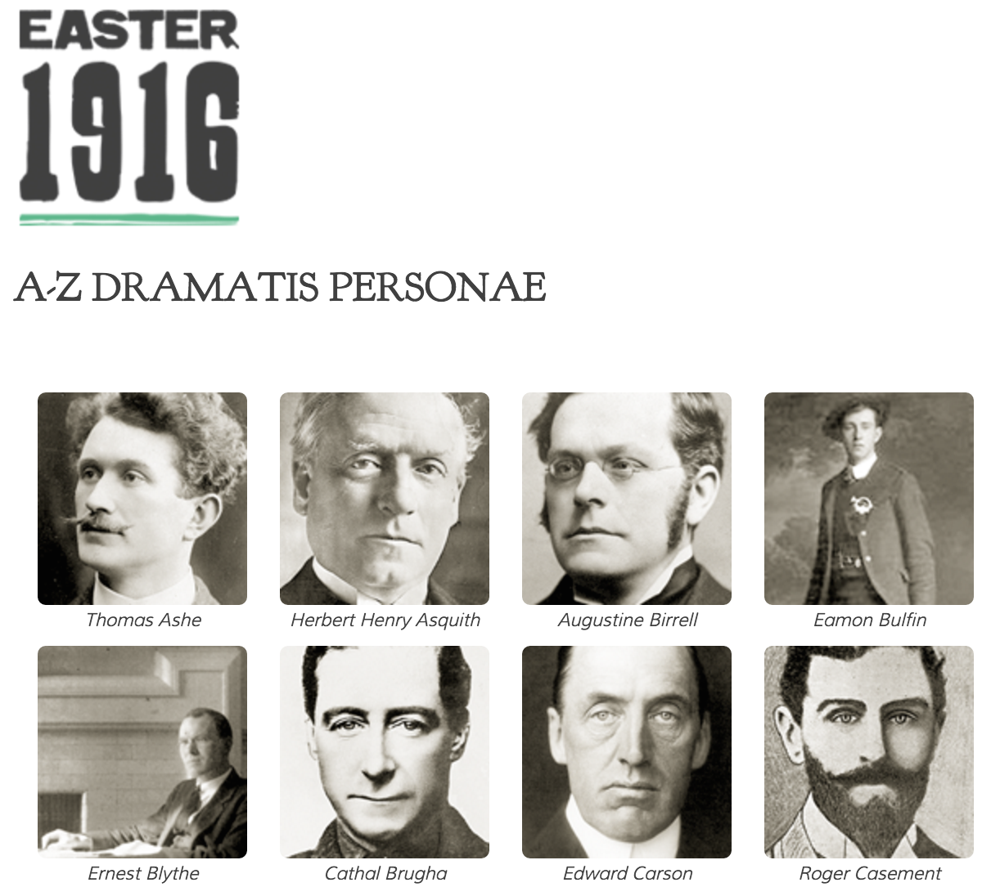 EASTER
1916
A-Z DRAMATIS PERSONAE
Thomas Ashe
Herbert Henry Asquith
Augustine Birrell
Eamon Bulfin
Ernest Blythe
Cathal Brugha
Edward Carson
Roger Casement